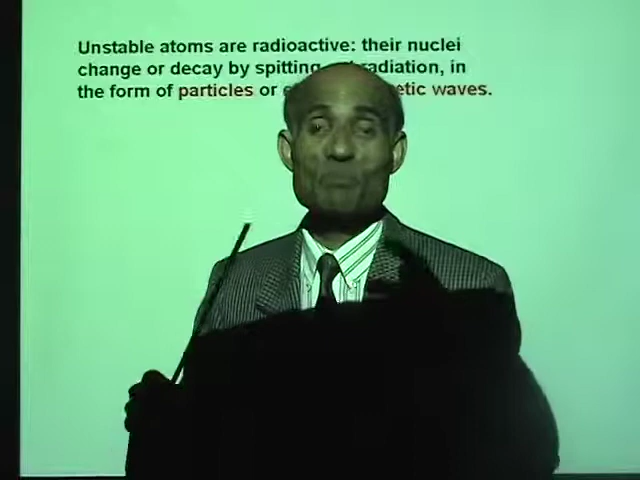 Unstable atoms are radioactive: their nuclei
change or decay by spitting radiation, in
the form of particles or waves.